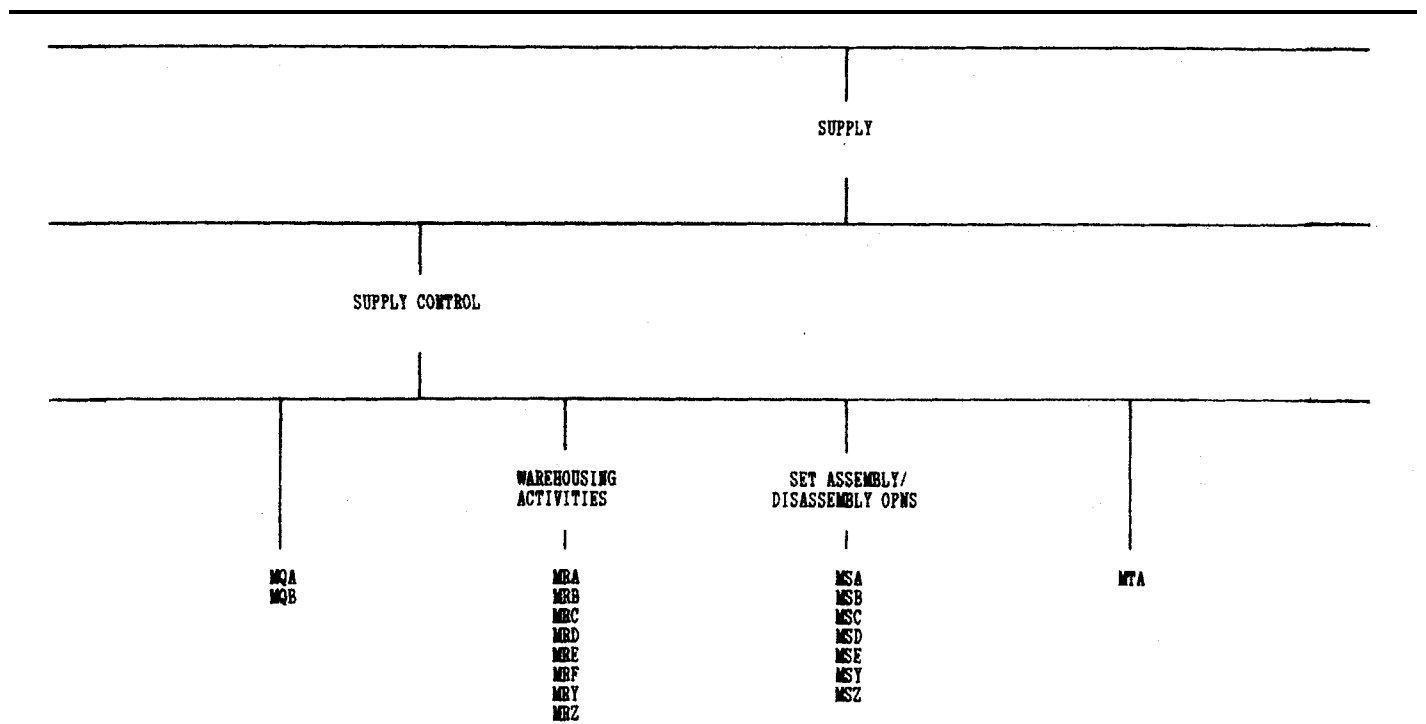 SUPPLY
SUPPLY CONTROL
WAREHOUSING
ACTIVITIES
SET ASSEMBLY/
DISASSEMBLY OPNS
MQA
MQB
MRA
MRB
MRC
MRD
MRE
MRF
MRY
MRZ
MSA
MSB
MSC
MSD
MSE
MSY
MSZ
MTA